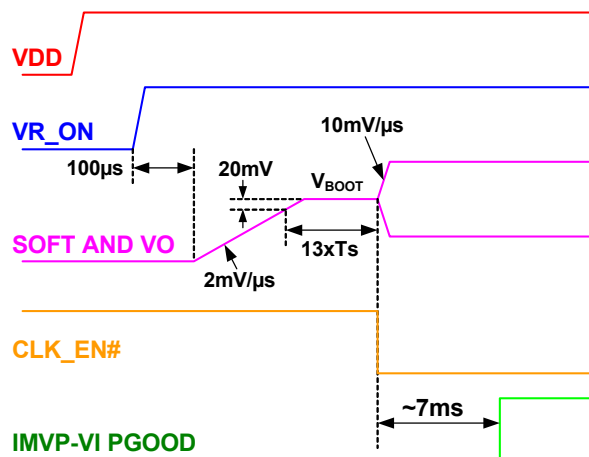 VDD
VR_ON
10mV/µs
100µs
20mV
VBOOT
SOFT AND VO
13xTs
2mV/µs
CLK_EN#
~7ms
IMVP-VI PGOOD